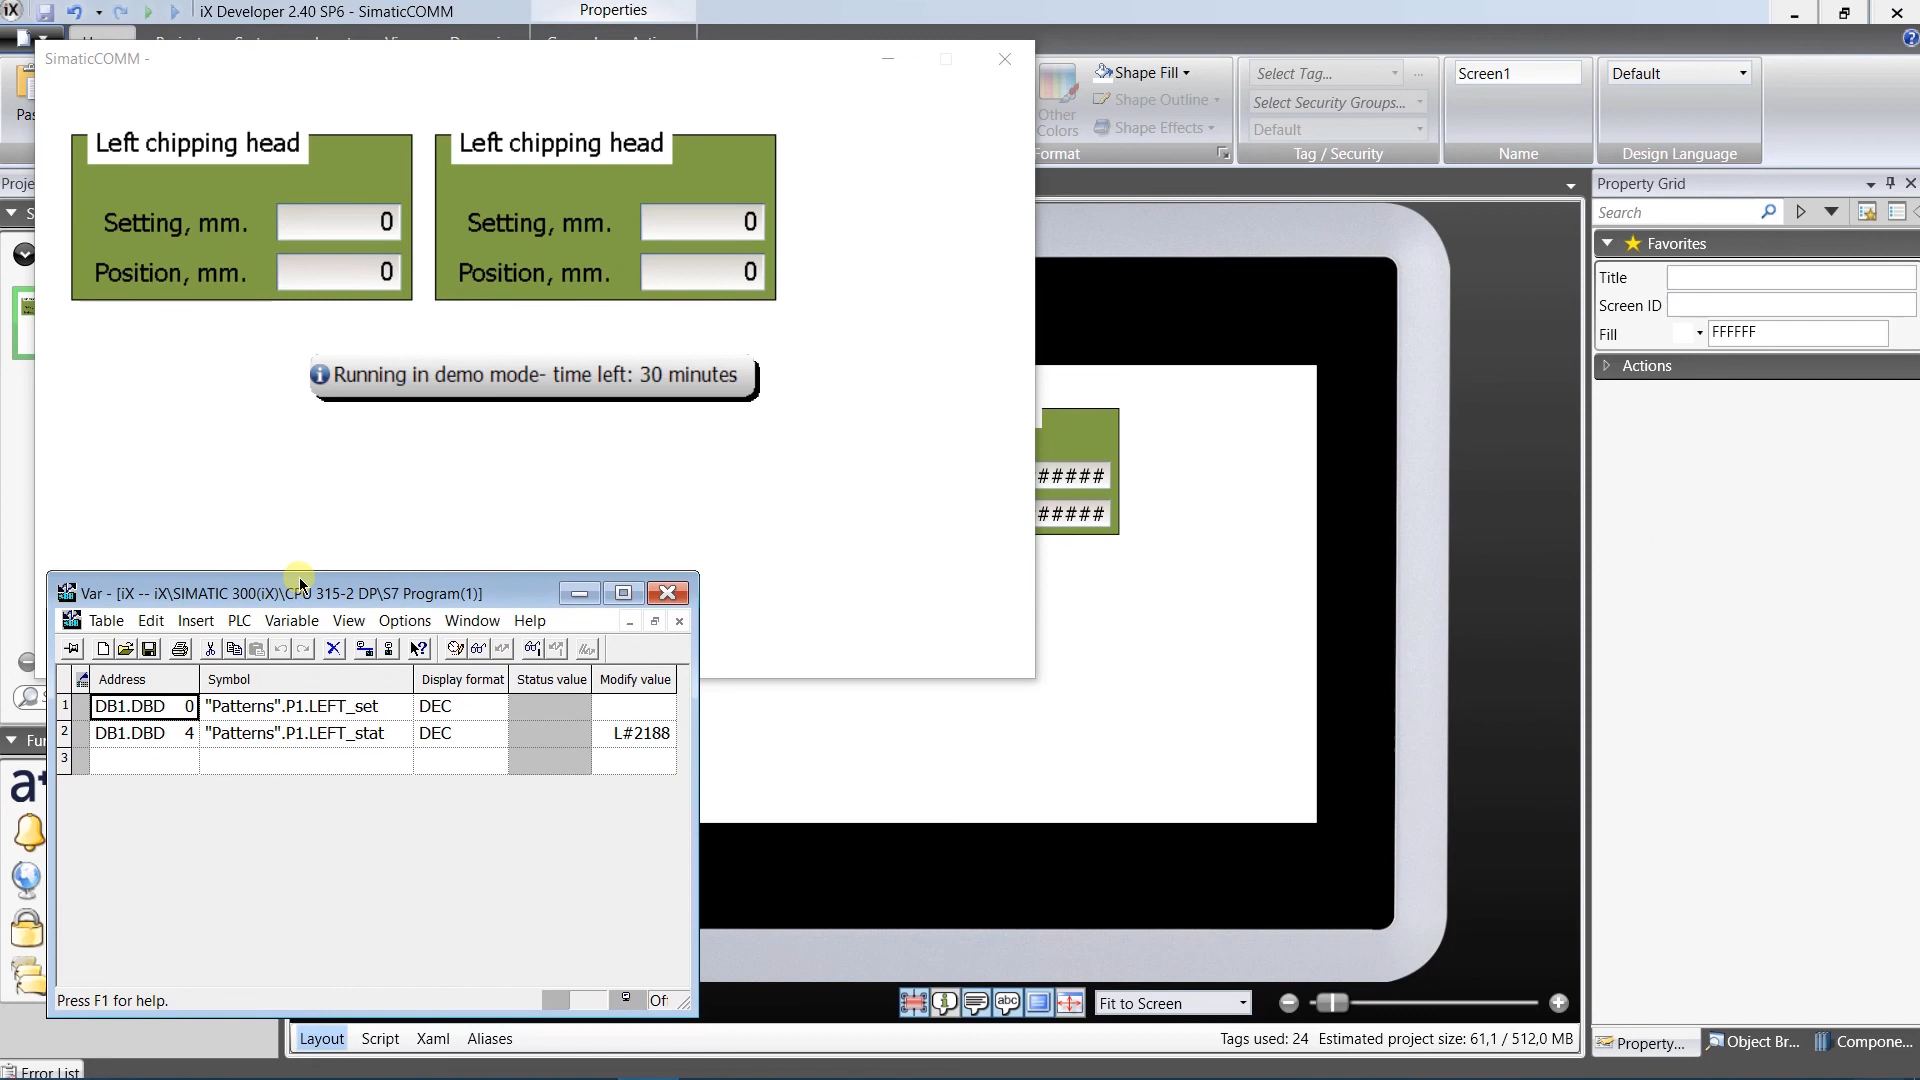 iX Developer 2.40 SP6 - SimaticCOMM
Properties
SimaticCOMM -
Left chipping head
Setting, mm. 0
Position, mm. 0
Left chipping head
Setting, mm. 0
Position, mm. 0
Running in demo mode- time left: 30 minutes
Other
Colors
Shape Fill
Shape Outline
Shape Effects
Format
Select Tag...
...
Select Security Groups...
Default
Tag / Security
Screen1
Name
Default
Design Language
Property Grid
Search
Favorites
Title
Screen ID
Fill
FFFFFF
Actions
#####
#####
Var - [iX -- iX\SIMATIC 300(iX)\CPU 315-2 DP\S7 Program(1)]
Table Edit Insert PLC Variable View Options Window Help
Address Symbol Display format Status value Modify value
1 DB1.DBD 0 "Patterns".P1.LEFT_set DEC
2 DB1.DBD 4 "Patterns".P1.LEFT_stat DEC L#2188
3
Press F1 for help.
abc
Fit to Screen
Layout Script Xaml Aliases
Tags used: 24 Estimated project size: 61,1 / 512,0 MB
Property... Object Br... Compone...
Error List